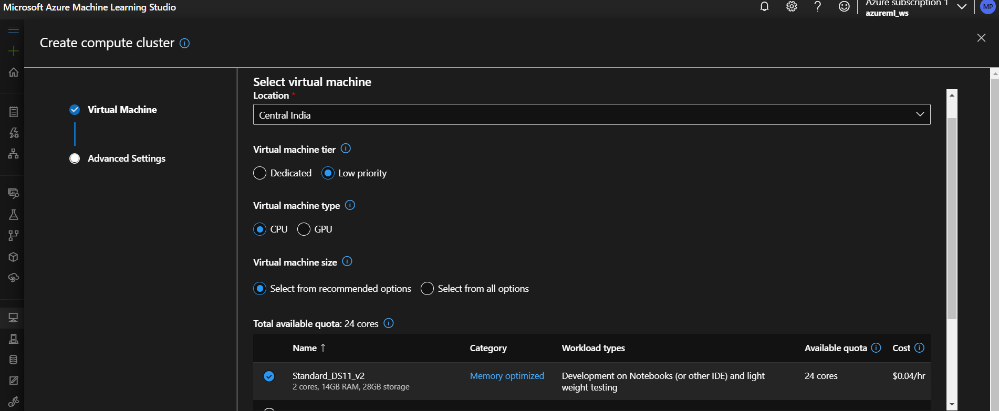 Microsoft Azure Machine Learning Studio
Azure subscription 1
azureml_ws
MP
Create compute cluster
Virtual Machine
Advanced Settings
Select virtual machine
Location *
Central India
Virtual machine tier
Dedicated
Low priority
Virtual machine type
CPU
GPU
Virtual machine size
Select from recommended options
Select from all options
Total available quota: 24 cores
Name ↑
Category
Workload types
Available quota
Cost
Standard_DS11_v2
2 cores, 14GB RAM, 28GB storage
Memory optimized
Development on Notebooks (or other IDE) and light
weight testing
24 cores
$0.04/hr